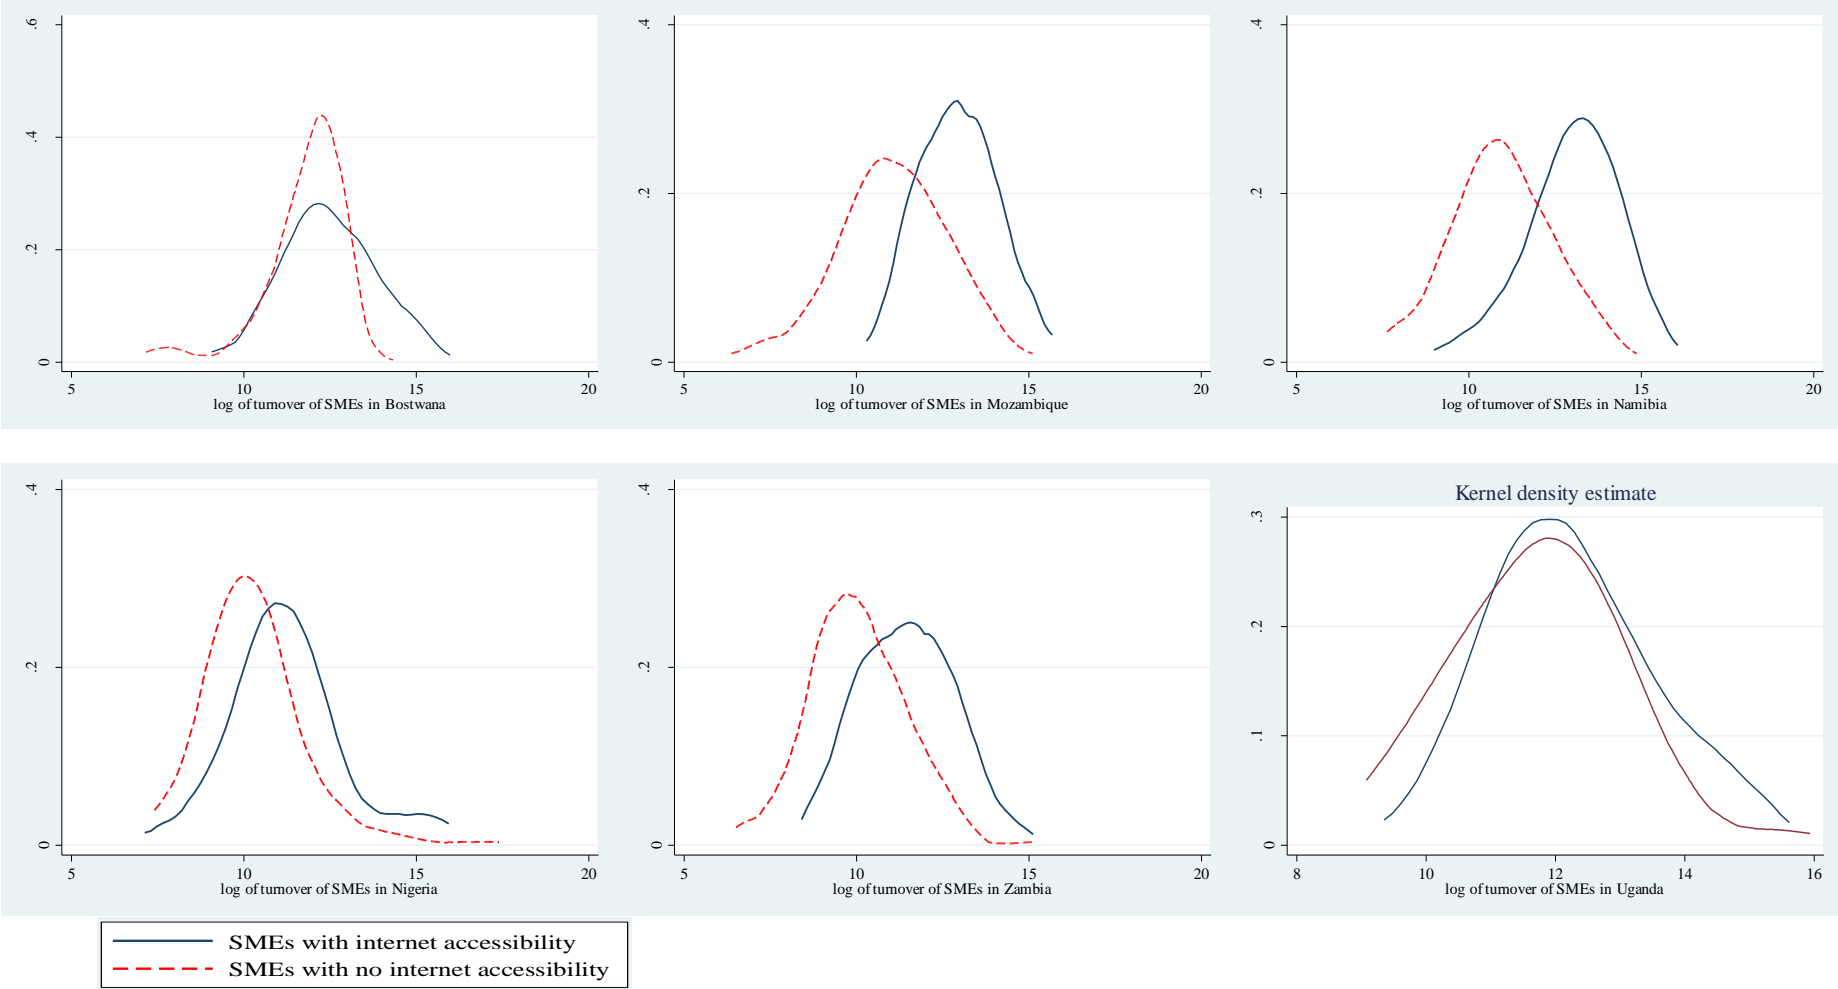 .6
.4
.2
0
5 10 15 20
log of turnover of SMEs in Bostwana
.4
.2
0
5 10 15 20
log of turnover of SMEs in Mozambique
.4
.2
0
5 10 15 20
log of turnover of SMEs in Namibia
.4
.2
0
5 10 15 20
log of turnover of SMEs in Nigeria
.4
.2
0
5 10 15 20
log of turnover of SMEs in Zambia
Kernel density estimate
.3
.2
.1
0
8 10 12 14 16
log of turnover of SMEs in Uganda
SMEs with internet accessibility
SMEs with no internet accessibility